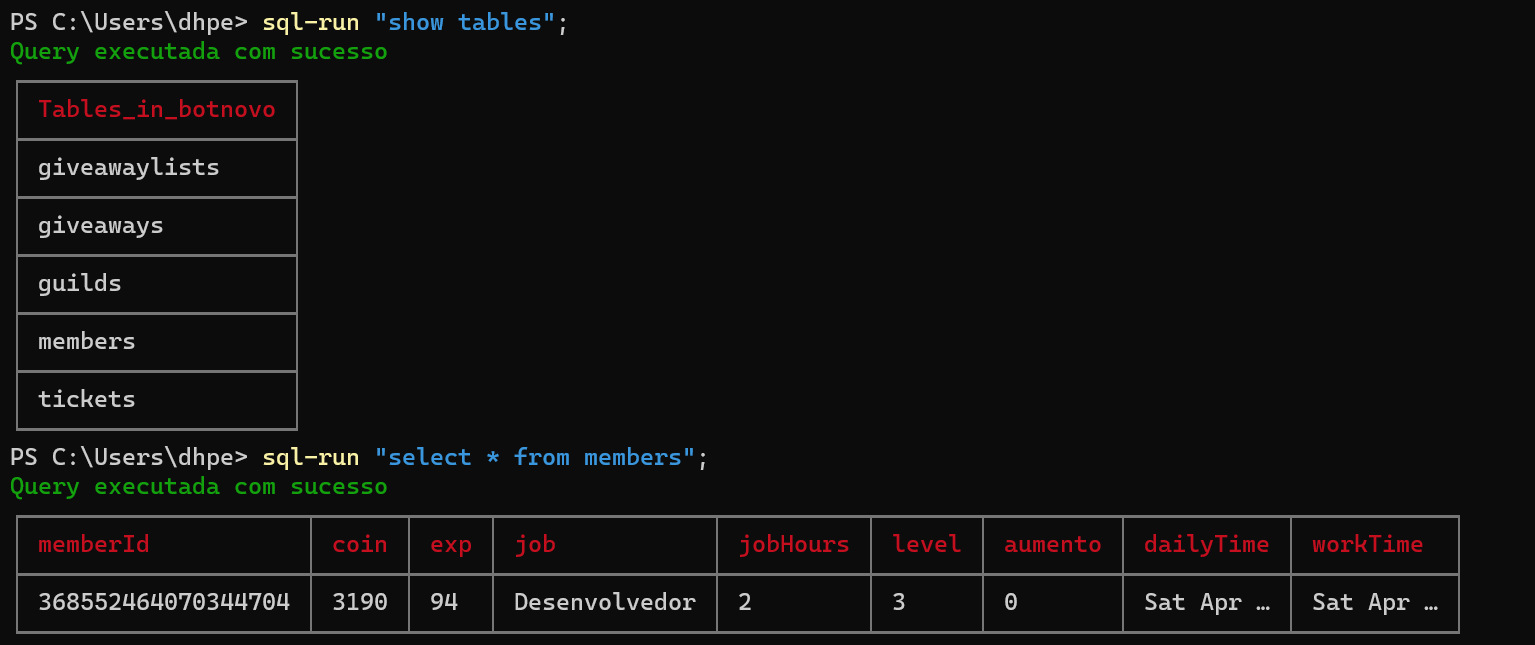 PS C:\Users\dhpe> sql-run "show tables";
Query executada com sucesso
Tables_in_botnovo
giveawaylists
giveaways
guilds
members
tickets
PS C:\Users\dhpe> sql-run "select * from members";
Query executada com sucesso
memberId coin exp job jobHours level aumento dailyTime workTime
368552464070344704 3190 94 Desenvolvedor 2 3 0 Sat Apr … Sat Apr …